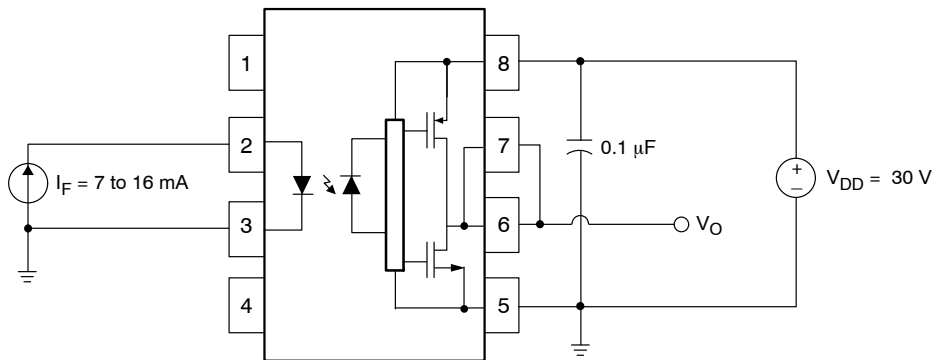 1
8
2
7
I_F = 7 to 16 mA
0.1 μF
+
–
V_DD = 30 V
3
6
V_O
4
5